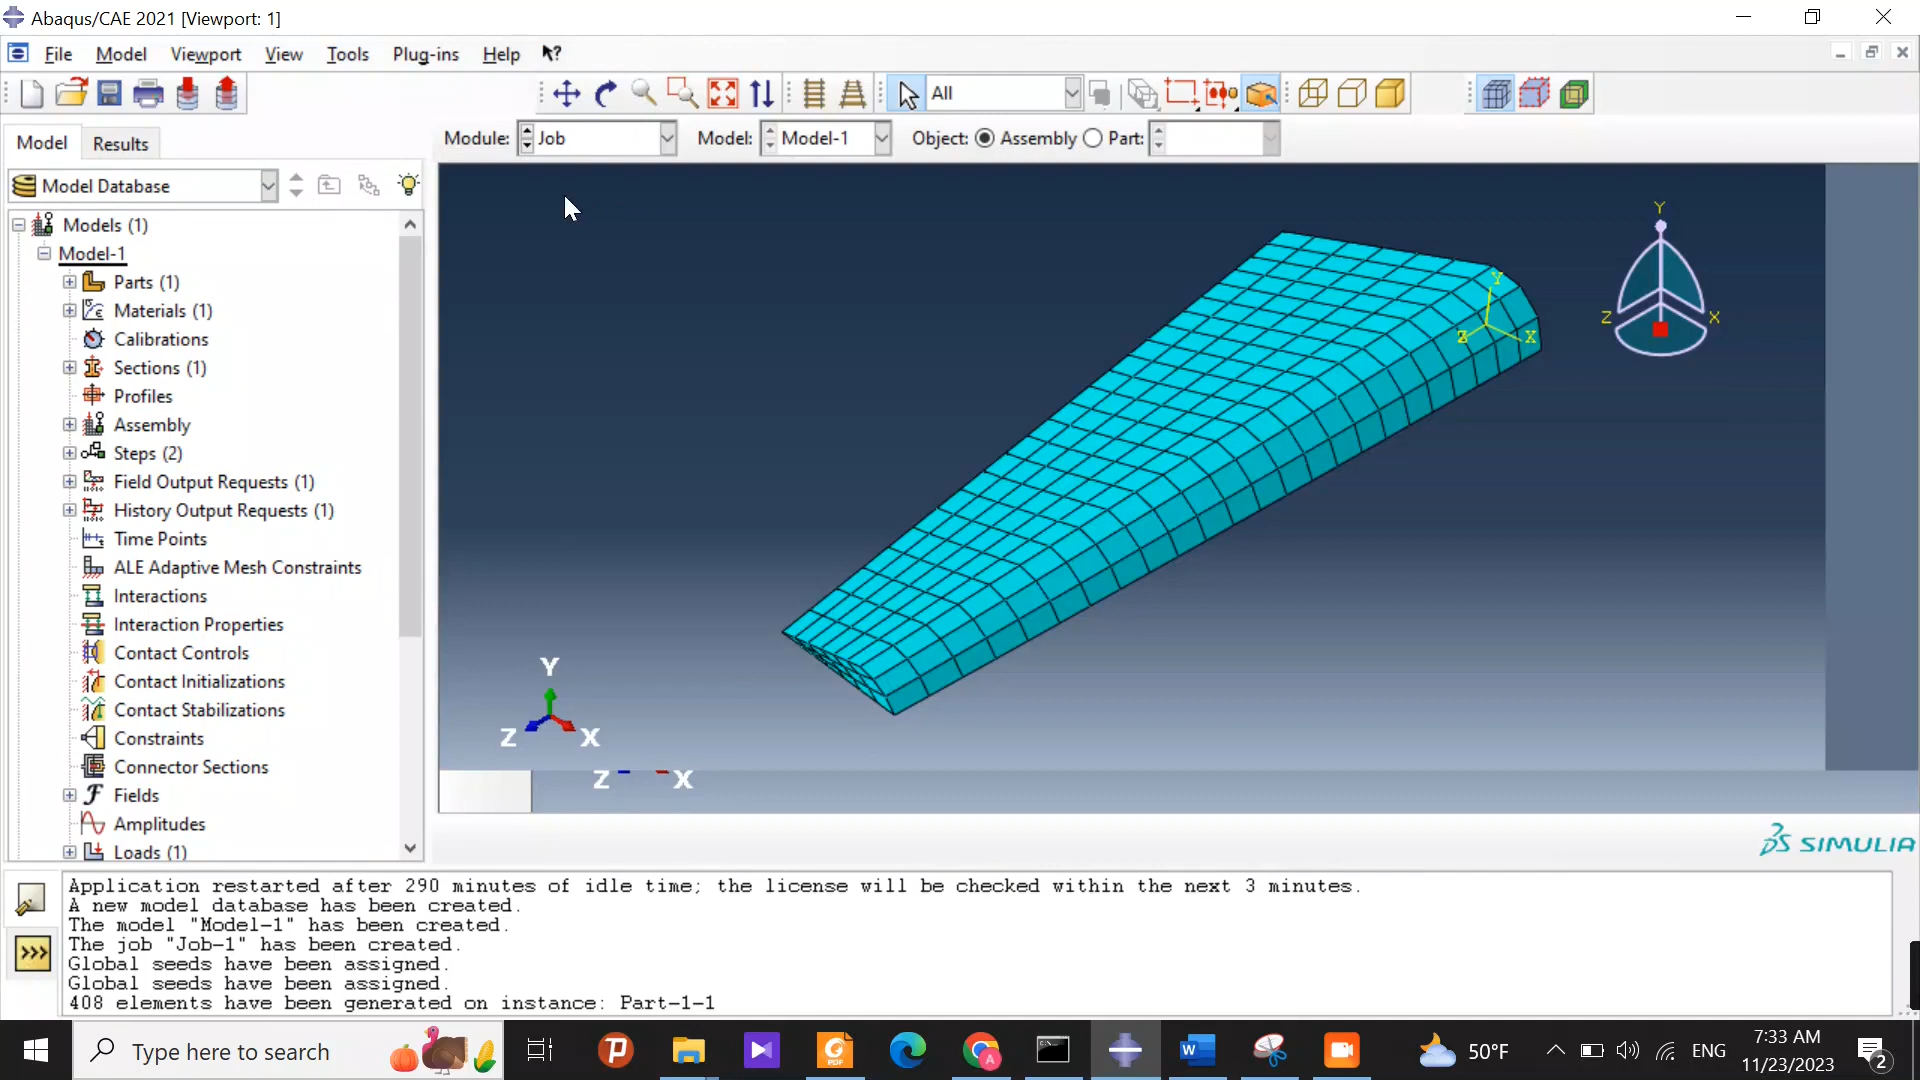 Abaqus/CAE 2021 [Viewport: 1]
File Model Viewport View Tools Plug-ins Help ?
All
Model Results
Module: Job Model: Model-1 Object: Assembly Part:
Model Database
Models (1)
Model-1
Parts (1)
Materials (1)
Calibrations
Sections (1)
Profiles
Assembly
Steps (2)
Field Output Requests (1)
History Output Requests (1)
Time Points
ALE Adaptive Mesh Constraints
Interactions
Interaction Properties
Contact Controls
Contact Initializations
Contact Stabilizations
Constraints
Connector Sections
Fields
Amplitudes
Loads (1)
Y
Z X
Y
Z X
Y
Z X
Z X
SIMULIA
Application restarted after 290 minutes of idle time; the license will be checked within the next 3 minutes.
A new model database has been created.
The model "Model-1" has been created.
The job "Job-1" has been created.
Global seeds have been assigned.
Global seeds have been assigned.
408 elements have been generated on instance: Part-1-1
>>>
Type here to search
PDF
A
W
50°F
ENG
7:33 AM
11/23/2023
2